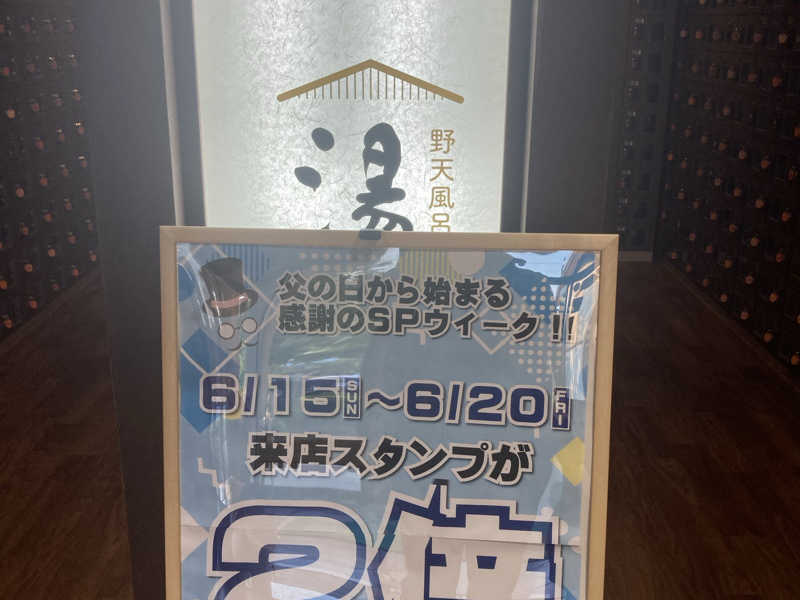 湯
野天風呂
父の日から始まる
感謝のSPウィーク!!
6/15 SUN ～6/20 FRI
来店スタンプが
2倍